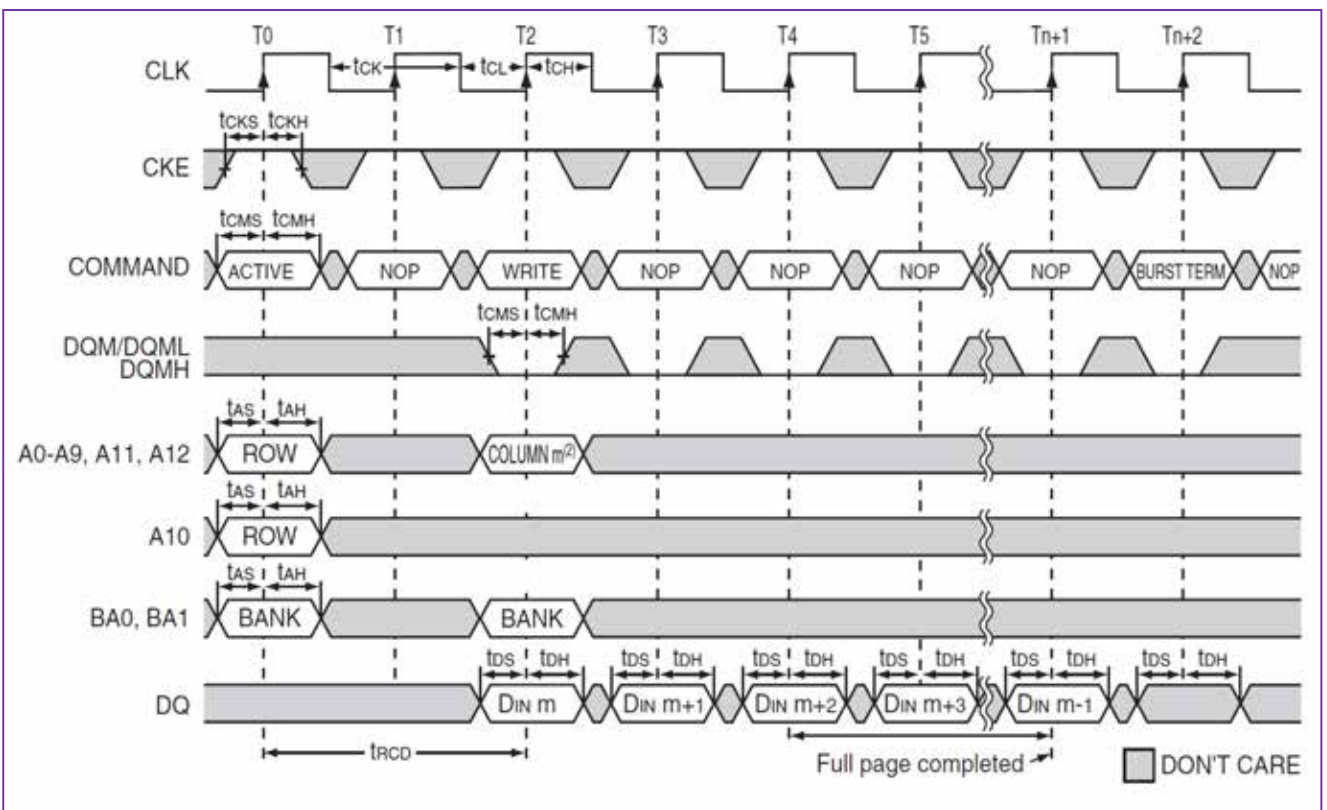 T0 T1 T2 T3 T4 T5 Tn+1 Tn+2
CLK
tCK tCL tCH
tCKS tCKH
CKE
tCMS tCMH
COMMAND
ACTIVE NOP WRITE NOP NOP NOP NOP BURST TERM NOP
tCMS tCMH
DQM/DQML
DQMH
tAS tAH
A0-A9, A11, A12
ROW COLUMN m(2)
tAS tAH
A10
ROW
tAS tAH
BA0, BA1
BANK BANK
tDS tDH tDS tDH tDS tDH tDS tDH tDS tDH tDS tDH
DQ
DIN m DIN m+1 DIN m+2 DIN m+3 DIN m-1
tRCD
Full page completed
DON'T CARE